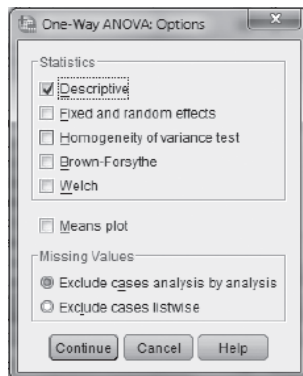 One-Way ANOVA: Options
Statistics
Descriptive
Fixed and random effects
Homogeneity of variance test
Brown-Forsythe
Welch
Means plot
Missing Values
Exclude cases analysis by analysis
Exclude cases listwise
Continue Cancel Help